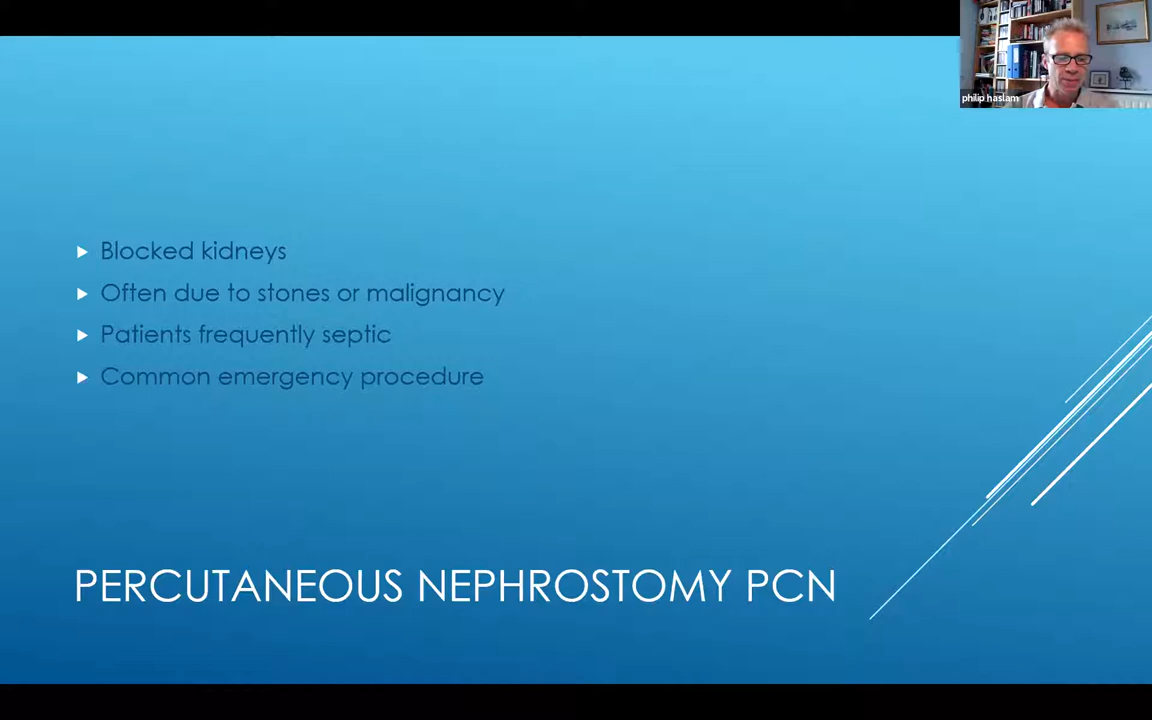 philip haslam
Blocked kidneys
Often due to stones or malignancy
Patients frequently septic
Common emergency procedure
PERCUTANEOUS NEPHROSTOMY PCN